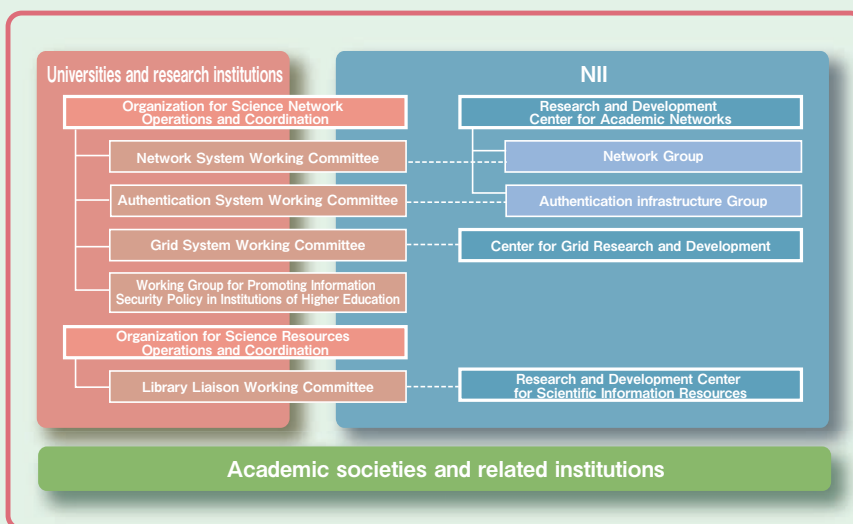 Universities and research institutions
Organization for Science Network
Operations and Coordination
Network System Working Committee
Authentication System Working Committee
Grid System Working Committee
Working Group for Promoting Information
Security Policy in Institutions of Higher Education
Organization for Science Resources
Operations and Coordination
Library Liaison Working Committee
NII
Research and Development
Center for Academic Networks
Network Group
Authentication infrastructure Group
Center for Grid Research and Development
Research and Development Center
for Scientific Information Resources
Academic societies and related institutions